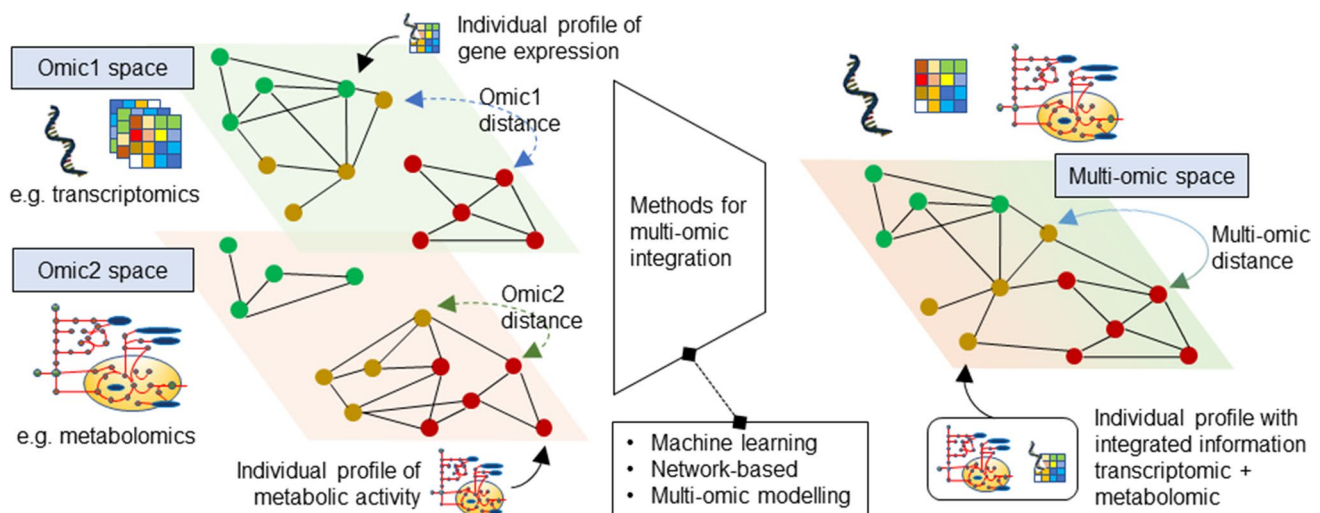 Omic1 space
e.g. transcriptomics
Individual profile of
gene expression
Omic1
distance
Omic2 space
e.g. metabolomics
Omic2
distance
Individual profile of
metabolic activity
Methods for
multi-omic
integration
• Machine learning
• Network-based
• Multi-omic modelling
Multi-omic space
Multi-omic
distance
Individual profile with
integrated information
transcriptomic +
metabolomic